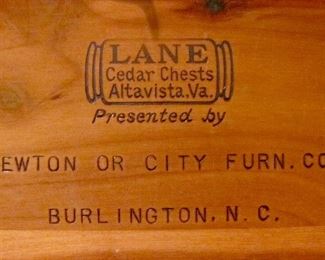 LANE
Cedar Chests
Altavista, Va.
Presented by
EWTON OR CITY FURN. CO
BURLINGTON, N. C.